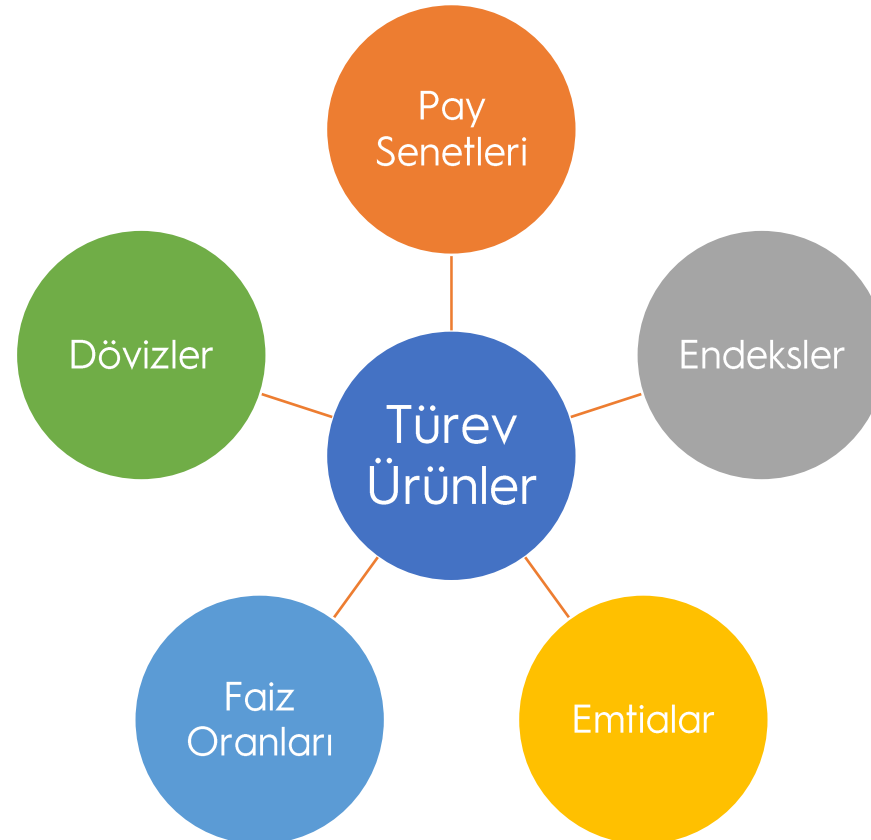 Pay
Senetleri
Dövizler
Endeksler
Türev
Ürünler
Faiz
Oranları
Emtialar